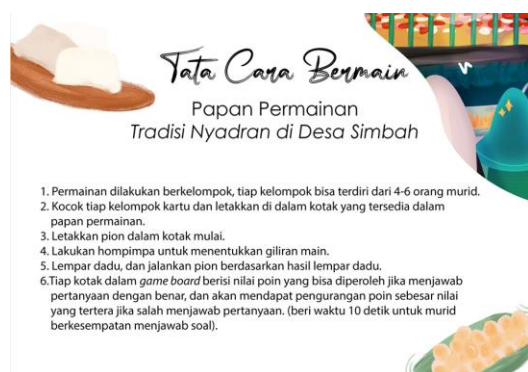 Tata Cara Bermain
Papan Permainan
Tradisi Nyadran di Desa Simbah
1. Permainan dilakukan berkelompok, tiap kelompok bisa terdiri dari 4-6 orang murid.
2. Kocok tiap kelompok kartu dan letakkan di dalam kotak yang tersedia dalam
papan permainan.
3. Letakkan pion dalam kotak mulai.
4. Lakukan hompimpa untuk menentukkan giliran main.
5. Lempar dadu, dan jalankan pion berdasarkan hasil lempar dadu.
6.Tiap kotak dalam game board berisi nilai poin yang bisa diperoleh jika menjawab
pertanyaan dengan benar, dan akan mendapat pengurangan poin sebesar nilai
yang tertera jika salah menjawab pertanyaan. (beri waktu 10 detik untuk murid
berkesempatan menjawab soal).